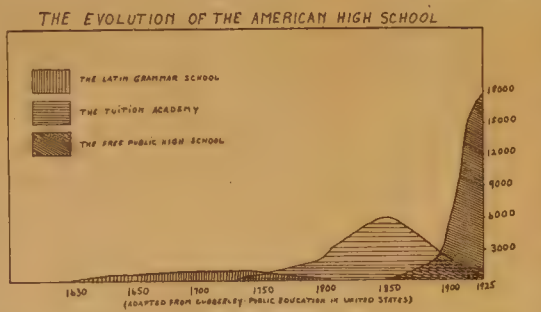 THE EVOLUTION OF THE AMERICAN HIGH SCHOOL
THE LATIN GRAMMAR SCHOOL
THE TUITION ACADEMY
THE FREE PUBLIC HIGH SCHOOL
18000
15000
12000
9000
6000
3000
1630 1650 1700 1750 1800 1850 1900 1925
(ADAPTED FROM CUBBERLEY-PUBLIC EDUCATION IN UNITED STATES)